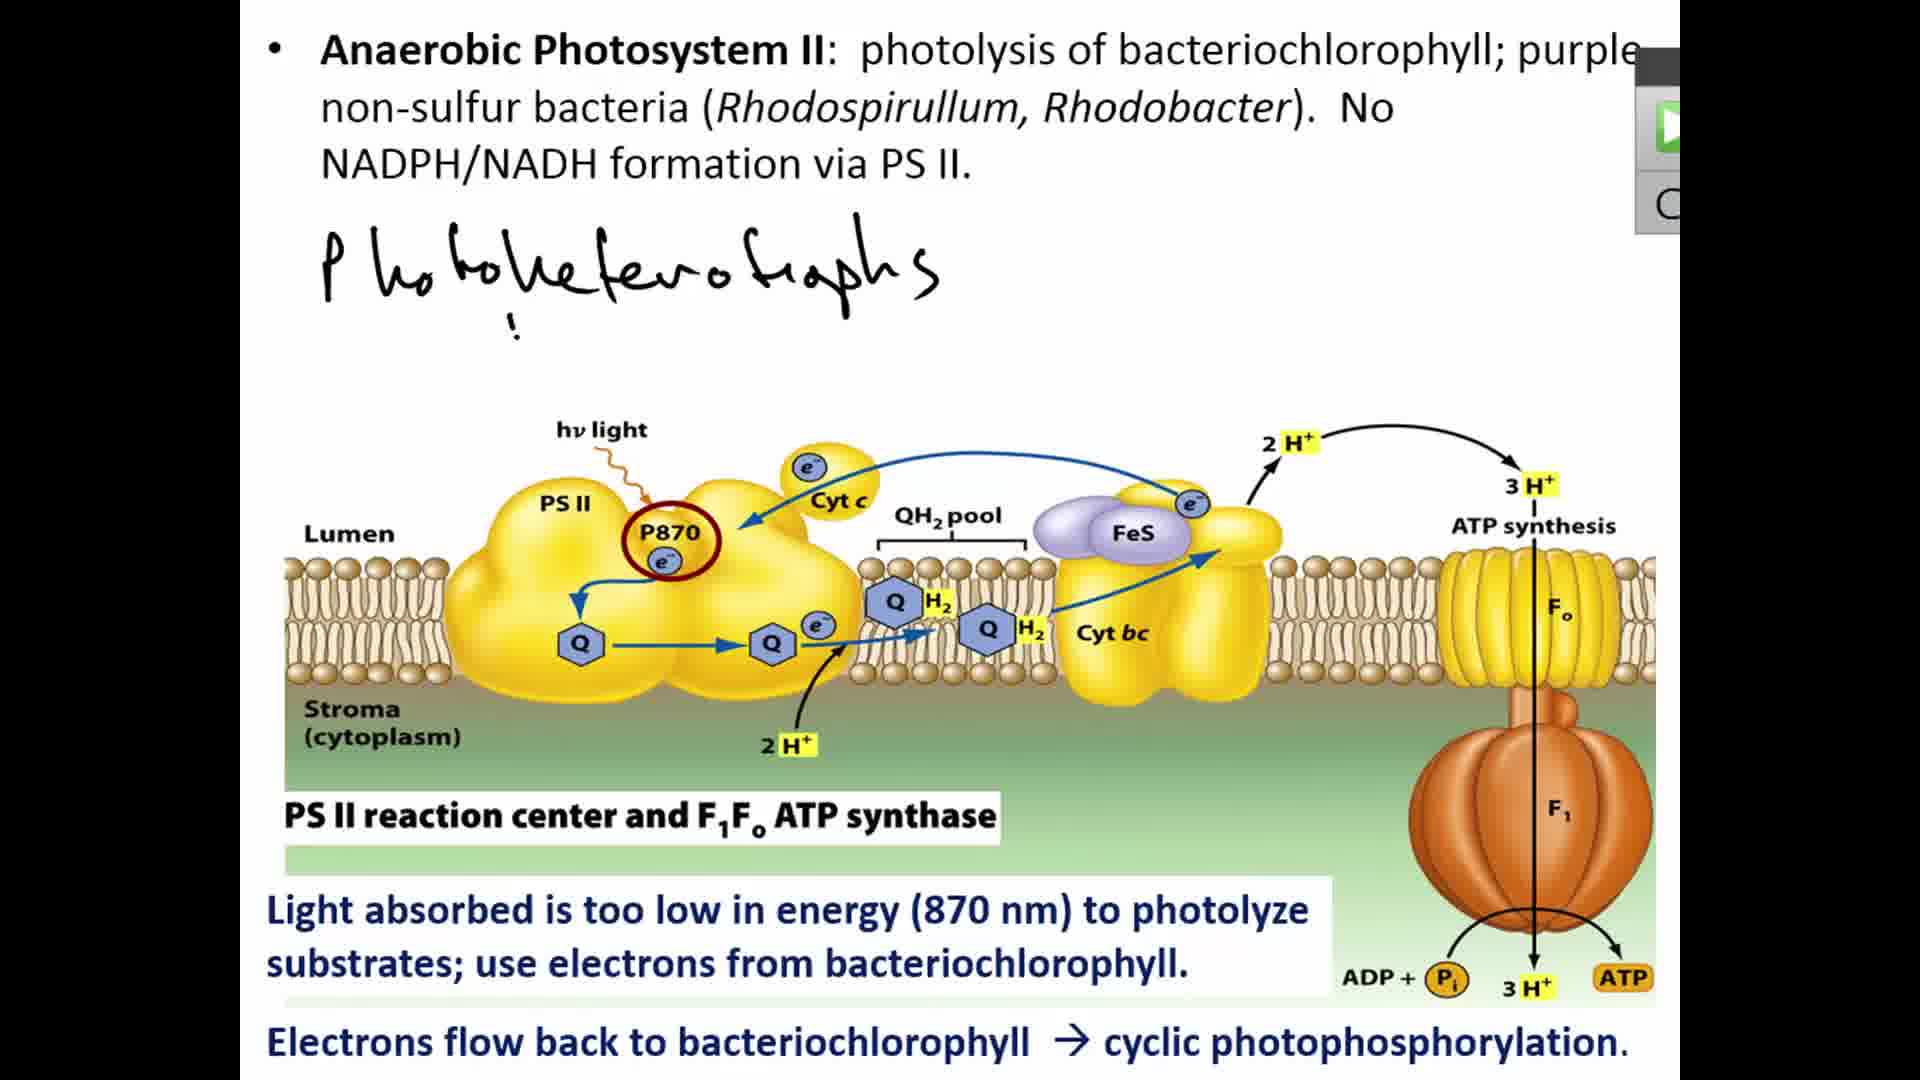 • Anaerobic Photosystem II: photolysis of bacteriochlorophyll; purple
non-sulfur bacteria (Rhodospirullum, Rhodobacter). No
NADPH/NADH formation via PS II.
Photoheterotrophs
hν light
PS II
P870
e⁻
e⁻
Cyt c
QH₂ pool
e⁻
FeS
2 H⁺
3 H⁺
ATP synthesis
Lumen
Q
Q
e⁻
Q H₂
Q H₂
Cyt bc
F₀
Stroma
(cytoplasm)
2 H⁺
PS II reaction center and F₁F₀ ATP synthase
F₁
Light absorbed is too low in energy (870 nm) to photolyze
substrates; use electrons from bacteriochlorophyll.
ADP + Pᵢ
3 H⁺
ATP
Electrons flow back to bacteriochlorophyll → cyclic photophosphorylation.